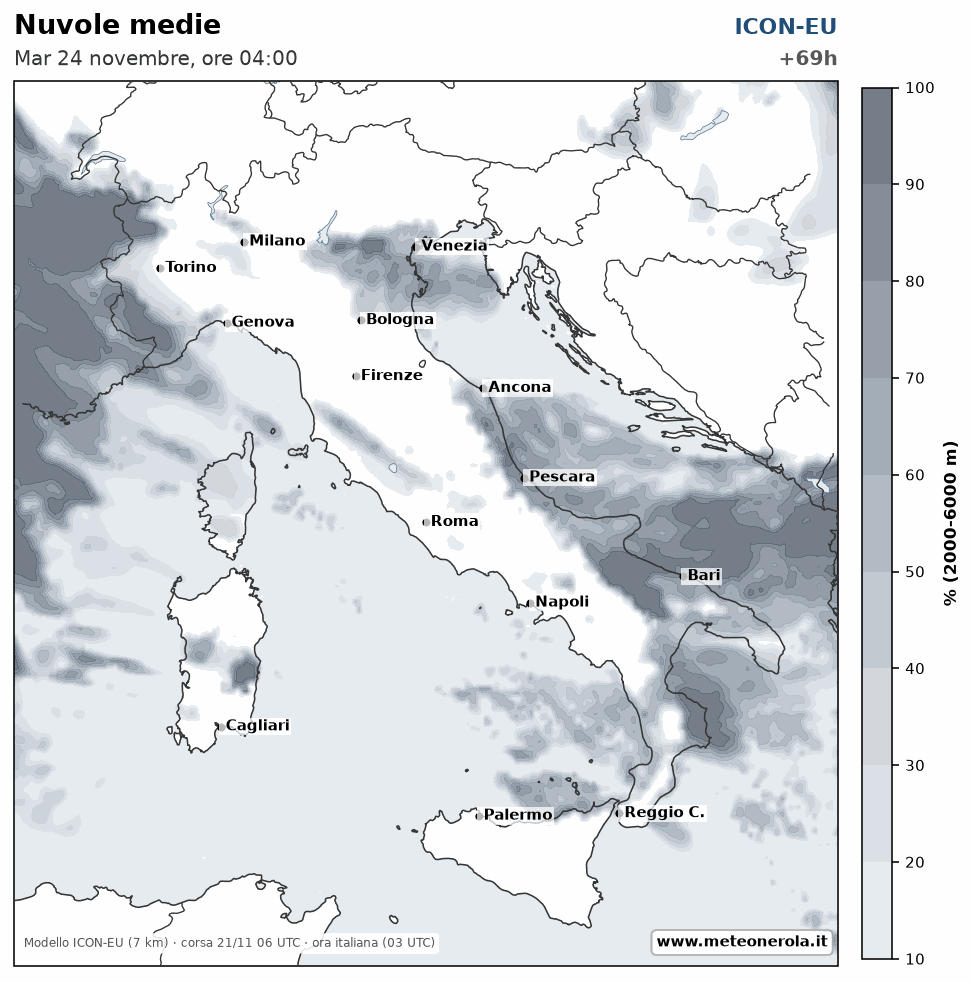 Nuvole medie
ICON-EU
Mar 24 novembre, ore 04:00
+69h
Milano
Venezia
Torino
Genova
Bologna
Firenze
Ancona
Pescara
Roma
Bari
Napoli
Cagliari
Palermo
Reggio C.
100
90
80
70
60
50
40
30
20
10
% (2000-6000 m)
Modello ICON-EU (7 km) · corsa 21/11 06 UTC · ora italiana (03 UTC)
www.meteonerola.it